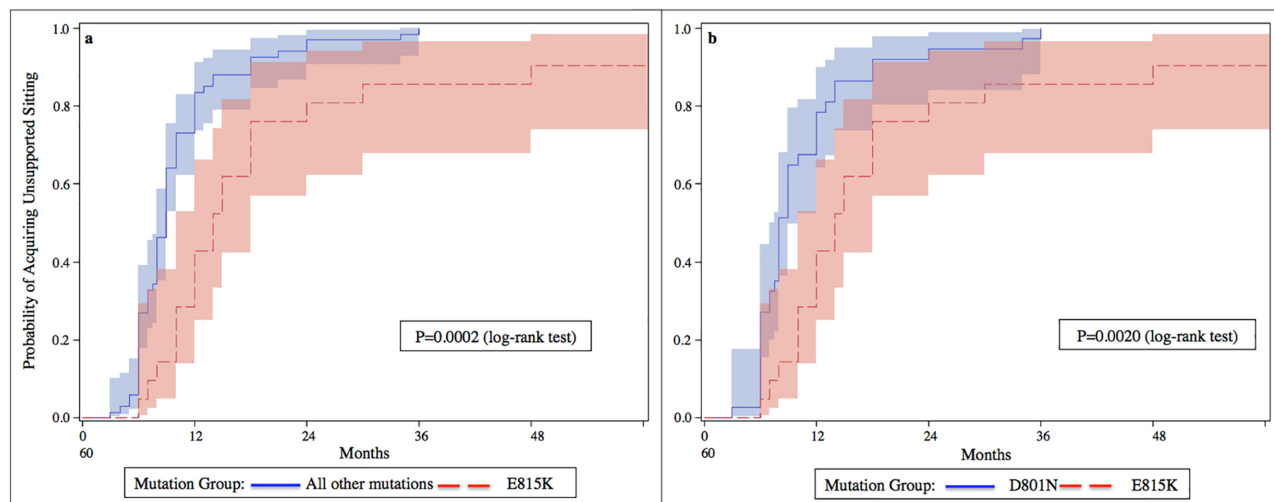 a
Probability of Acquiring Unsupported Sitting
1.0
0.8
0.6
0.4
0.2
0.0
P=0.0002 (log-rank test)
0 12 24 36 48
60
Months
Mutation Group: All other mutations E815K
b
1.0
0.8
0.6
0.4
0.2
0.0
P=0.0020 (log-rank test)
0 12 24 36 48
60
Months
Mutation Group: D801N E815K